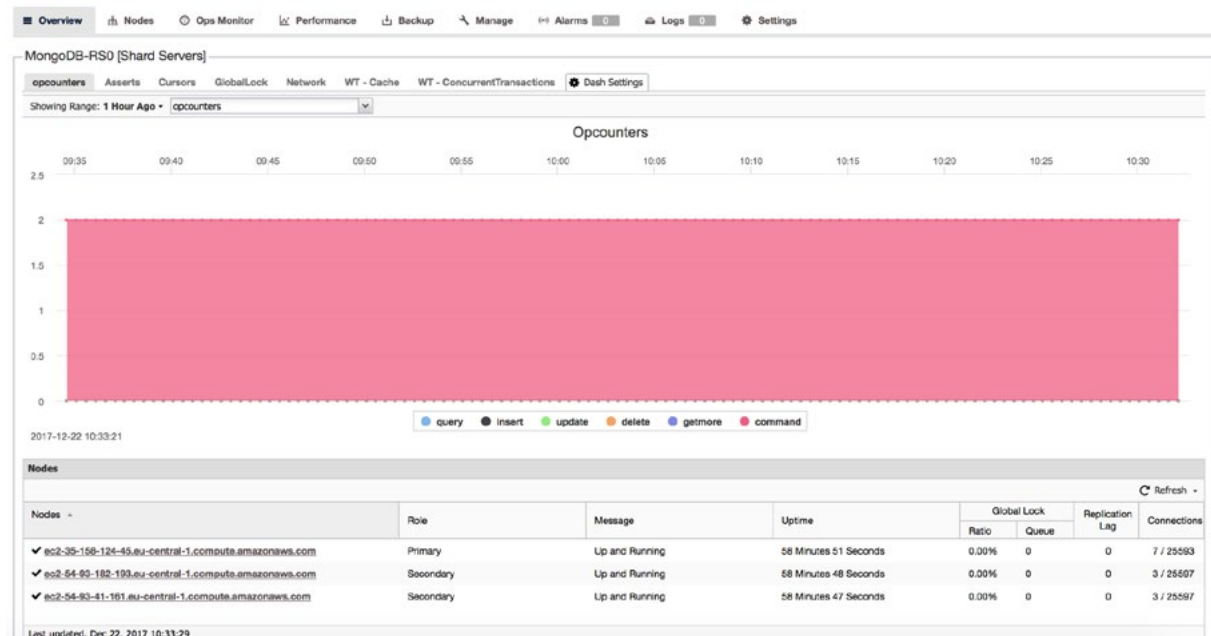 Overview Nodes Ops Monitor Performance Backup Manage Alarms 0 Logs 0 Settings
MongoDB-RS0 [Shard Servers]
opcounters Asserts Cursors GlobalLock Network WT - Cache WT - ConcurrentTransactions Dash Settings
Showing Range: 1 Hour Ago opcounters
Opcounters
09:35 09:40 09:45 09:50 09:55 10:00 10:05 10:10 10:15 10:20 10:25 10:30
2.5
2
1.5
1
0.5
0
query insert update delete getmore command
2017-12-22 10:33:21
Nodes
Refresh
Nodes Role Message Uptime Global Lock Replication Lag Connections
Ratio Queue
ec2-35-158-124-45.eu-central-1.compute.amazonaws.com Primary Up and Running 58 Minutes 51 Seconds 0.00% 0 0 7 / 25593
ec2-54-93-182-193.eu-central-1.compute.amazonaws.com Secondary Up and Running 58 Minutes 48 Seconds 0.00% 0 0 3 / 25597
ec2-54-93-41-161.eu-central-1.compute.amazonaws.com Secondary Up and Running 58 Minutes 47 Seconds 0.00% 0 0 3 / 25597
Last updated, Dec 22, 2017 10:33:29